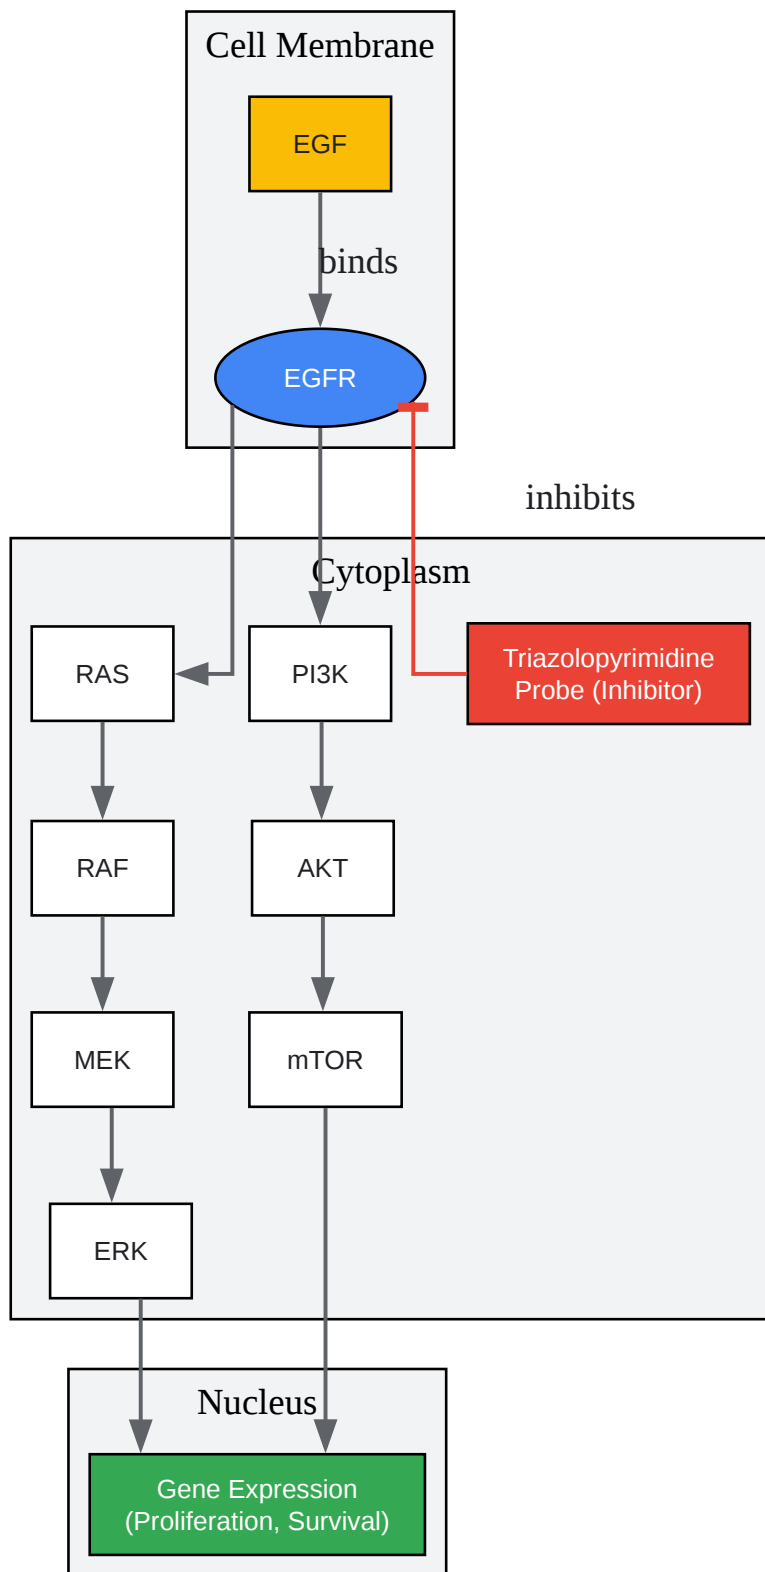 Cell Membrane
EGF
binds
EGFR
inhibits
Cytoplasm
RAS
PI3K
Triazolopyrimidine
Probe (Inhibitor)
RAF
AKT
MEK
mTOR
ERK
Nucleus
Gene Expression
(Proliferation, Survival)